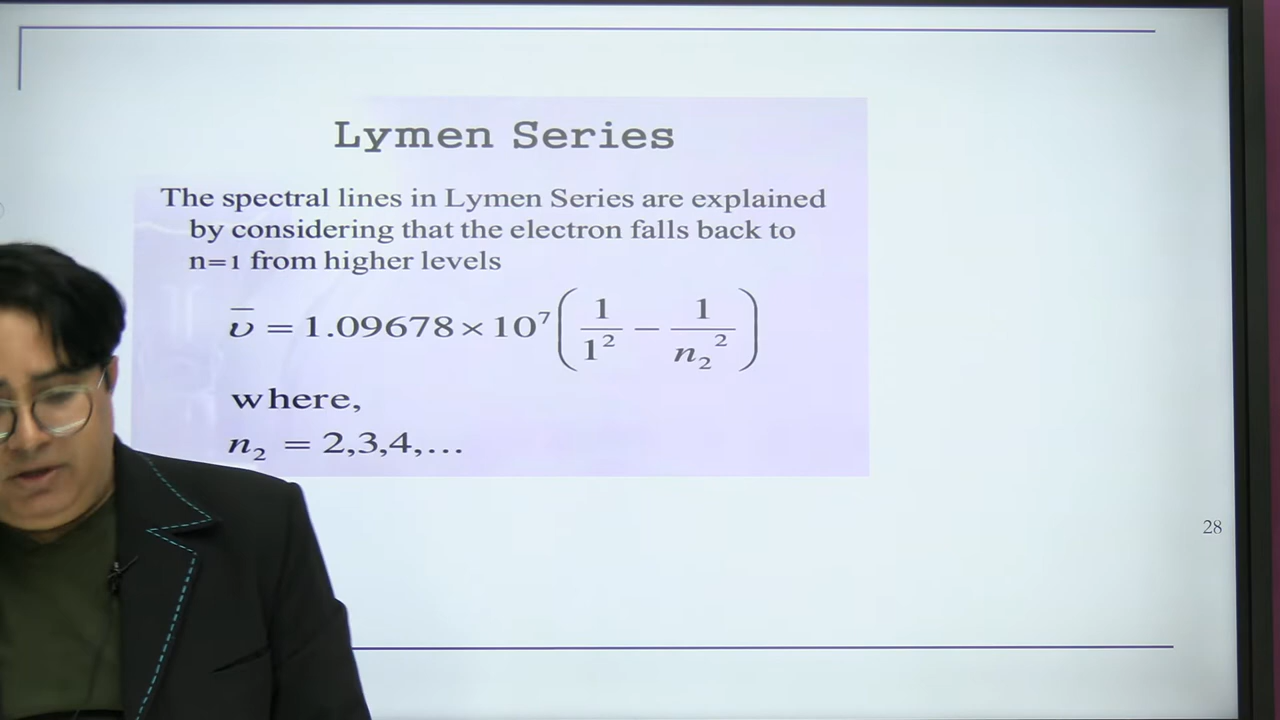 Lymen Series
The spectral lines in Lymen Series are explained
by considering that the electron falls back to
n=1 from higher levels
ῡ = 1.09678 × 10⁷ (1/1² − 1/n₂²)
where,
n₂ = 2,3,4,...
28